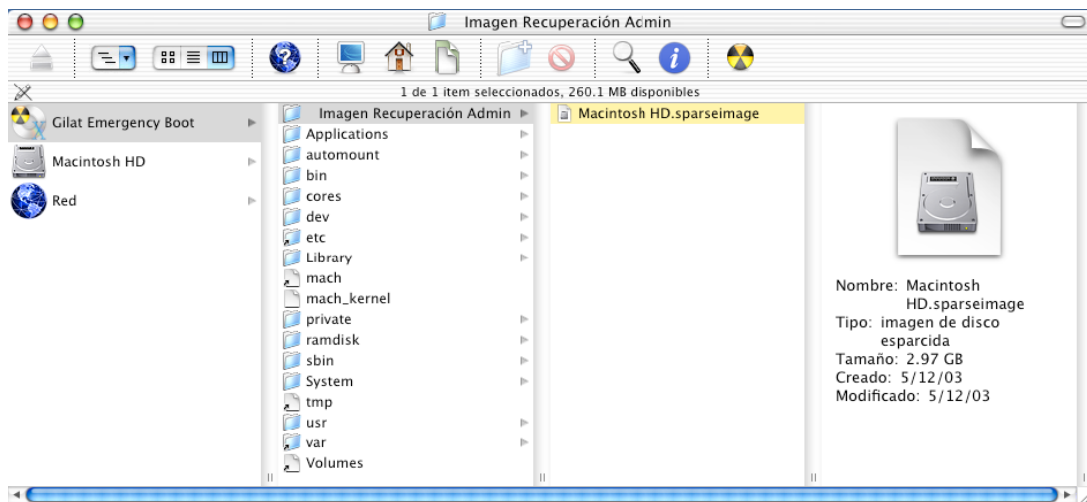 Imagen Recuperación Admin
1 de 1 item seleccionados, 260.1 MB disponibles
Gilat Emergency Boot
Macintosh HD
Red
Imagen Recuperación Admin
Applications
automount
bin
cores
dev
etc
Library
mach
mach_kernel
private
ramdisk
sbin
System
tmp
usr
var
Volumes
Macintosh HD.sparseimage
Nombre: Macintosh
HD.sparseimage
Tipo: imagen de disco
esparcida
Tamaño: 2.97 GB
Creado: 5/12/03
Modificado: 5/12/03